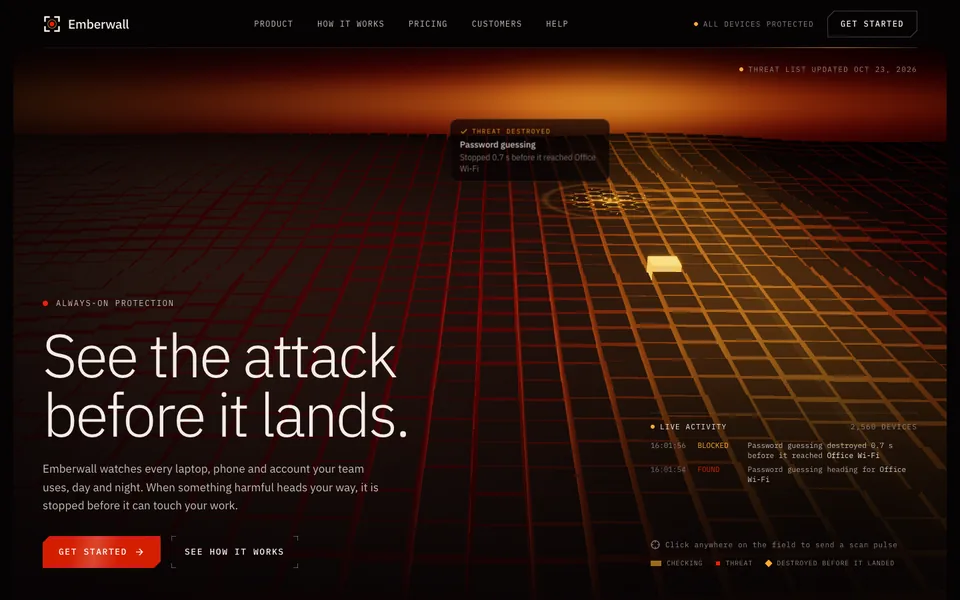 Emberwall
PRODUCT HOW IT WORKS PRICING CUSTOMERS HELP
ALL DEVICES PROTECTED
GET STARTED
THREAT LIST UPDATED OCT 23, 2026
THREAT DESTROYED
Password guessing
Stopped 0.7 s before it reached Office
Wi-Fi
ALWAYS-ON PROTECTION
See the attack
before it lands.
Emberwall watches every laptop, phone and account your team
uses, day and night. When something harmful heads your way, it is
stopped before it can touch your work.
GET STARTED
SEE HOW IT WORKS
LIVE ACTIVITY 2,560 DEVICES
16:01:56 BLOCKED Password guessing destroyed 0.7 s
before it reached Office Wi-Fi
16:01:54 FOUND Password guessing heading for Office
Wi-Fi
Click anywhere on the field to send a scan pulse
CHECKING THREAT DESTROYED BEFORE IT LANDED